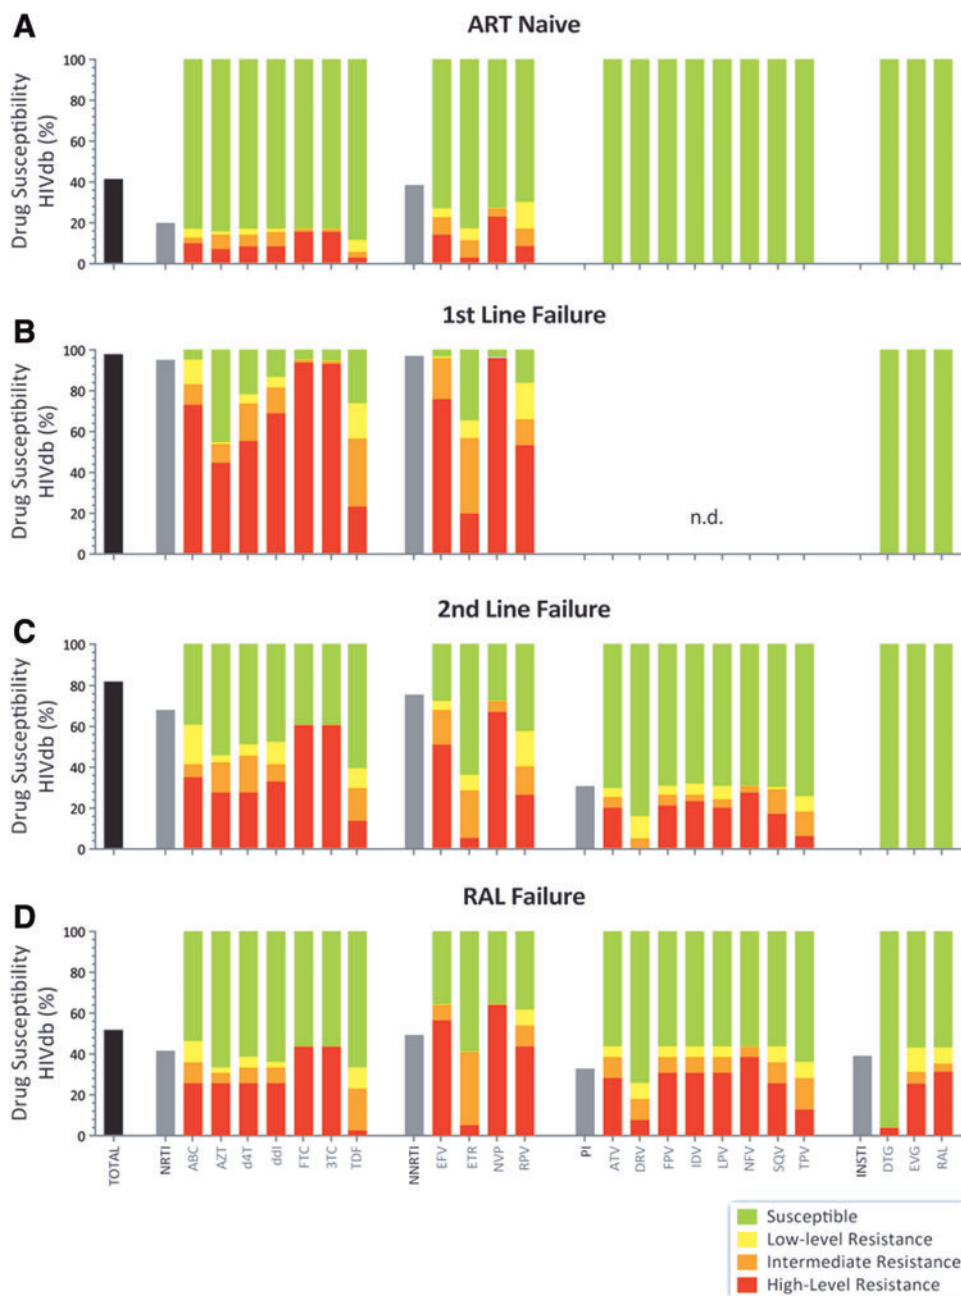 A
ART Naive
Drug Susceptibility
HIVdb (%)
100
80
60
40
20
0
B
1st Line Failure
Drug Susceptibility
HIVdb (%)
100
80
60
40
20
0
n.d.
C
2nd Line Failure
Drug Susceptibility
HIVdb (%)
100
80
60
40
20
0
D
RAL Failure
Drug Susceptibility
HIVdb (%)
100
80
60
40
20
0
TOTAL
NRTI
ABC
AZT
d4T
ddI
FTC
3TC
TDF
NNRTI
EFV
ETR
NVP
RPV
PI
ATV
DRV
FPV
IDV
LPV
NFV
SQV
TPV
INSTI
DTG
EVG
RAL
Susceptible
Low-level Resistance
Intermediate Resistance
High-Level Resistance